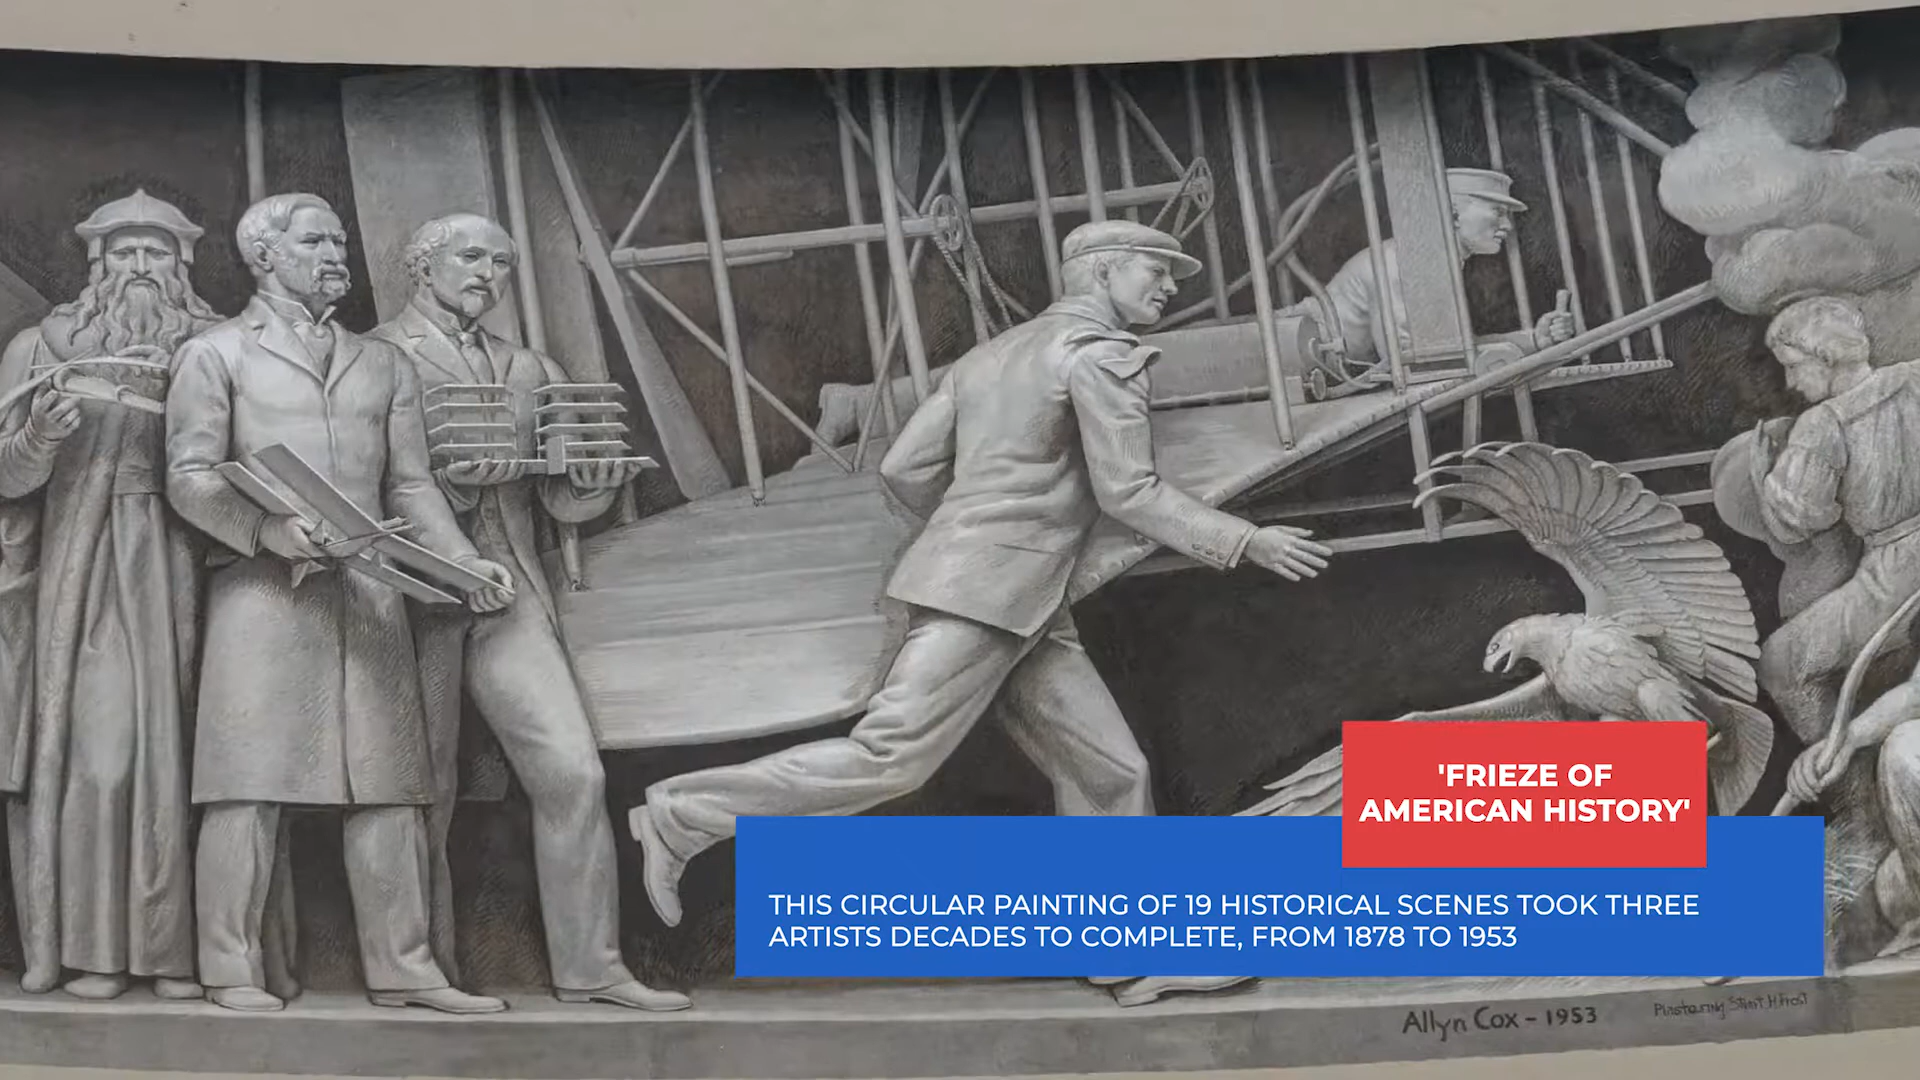 'FRIEZE OF
AMERICAN HISTORY'
THIS CIRCULAR PAINTING OF 19 HISTORICAL SCENES TOOK THREE
ARTISTS DECADES TO COMPLETE, FROM 1878 TO 1953
Allyn Cox - 1953
Plastering